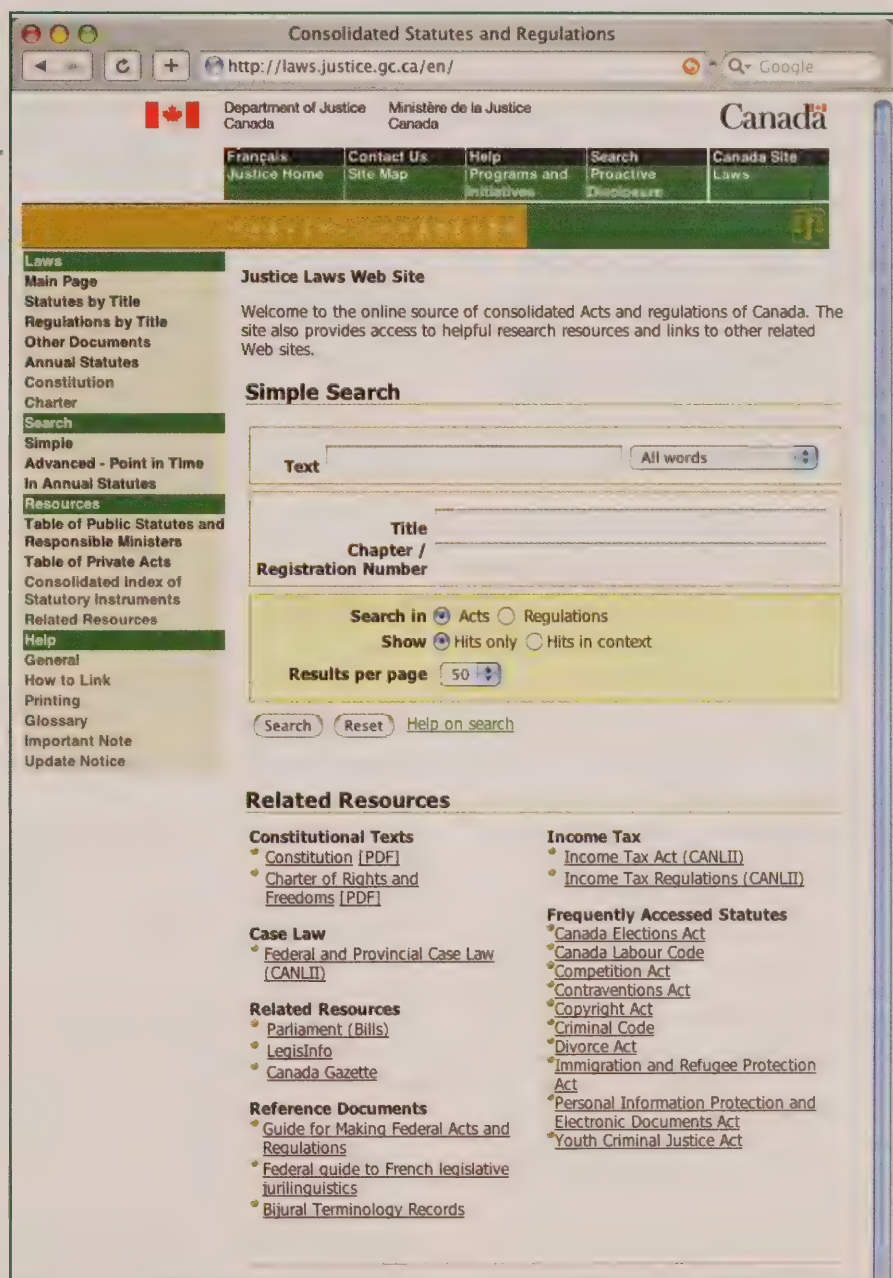 Consolidated Statutes and Regulations
http://laws.justice.gc.ca/en/
Google
Department of Justice
Canada
Ministère de la Justice
Canada
Canada
Français
Contact Us
Help
Search
Canada Site
Justice Home
Site Map
Programs and
Initiatives
Proactive
Disclosure
Laws
Laws
Main Page
Statutes by Title
Regulations by Title
Other Documents
Annual Statutes
Constitution
Charter
Search
Simple
Advanced - Point in Time
In Annual Statutes
Resources
Table of Public Statutes and
Responsible Ministers
Table of Private Acts
Consolidated Index of
Statutory Instruments
Related Resources
Help
General
How to Link
Printing
Glossary
Important Note
Update Notice
Justice Laws Web Site
Welcome to the online source of consolidated Acts and regulations of Canada. The
site also provides access to helpful research resources and links to other related
Web sites.
Simple Search
Text
All words
Title
Chapter /
Registration Number
Search in Acts Regulations
Show Hits only Hits in context
Results per page 50
Search Reset Help on search
Related Resources
Constitutional Texts
Constitution [PDF]
Charter of Rights and
Freedoms [PDF]
Case Law
Federal and Provincial Case Law
(CANLII)
Related Resources
Parliament (Bills)
LegisInfo
Canada Gazette
Reference Documents
Guide for Making Federal Acts and
Regulations
Federal guide to French legislative
jurilinguistics
Bijural Terminology Records
Income Tax
Income Tax Act (CANLII)
Income Tax Regulations (CANLII)
Frequently Accessed Statutes
Canada Elections Act
Canada Labour Code
Competition Act
Contraventions Act
Copyright Act
Criminal Code
Divorce Act
Immigration and Refugee Protection
Act
Personal Information Protection and
Electronic Documents Act
Youth Criminal Justice Act